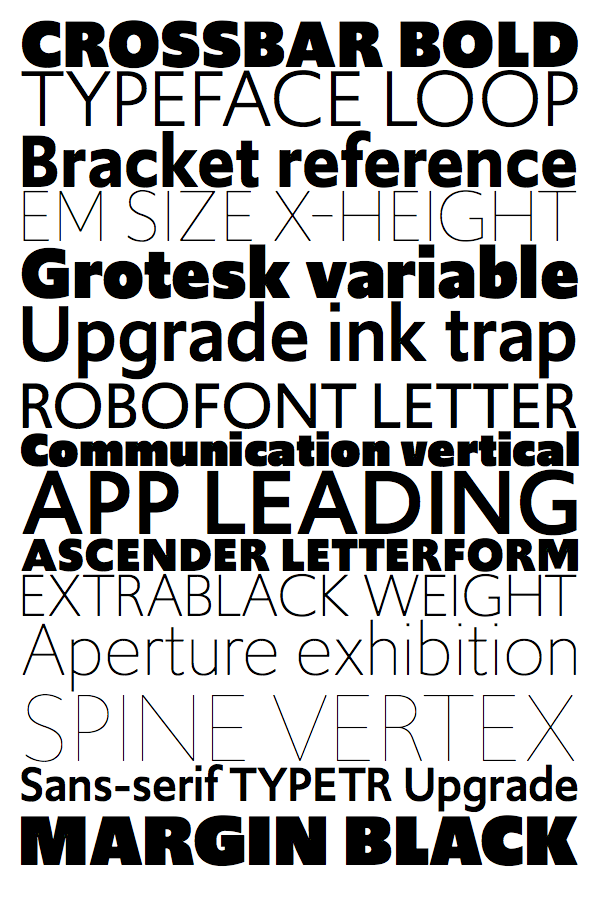 CROSSBAR BOLD
TYPEFACE LOOP
Bracket reference
EM SIZE X-HEIGHT
Grotesk variable
Upgrade ink trap
ROBOFONT LETTER
Communication vertical
APP LEADING
ASCENDER LETTERFORM
EXTRABLACK WEIGHT
Aperture exhibition
SPINE VERTEX
Sans-serif TYPETR Upgrade
MARGIN BLACK